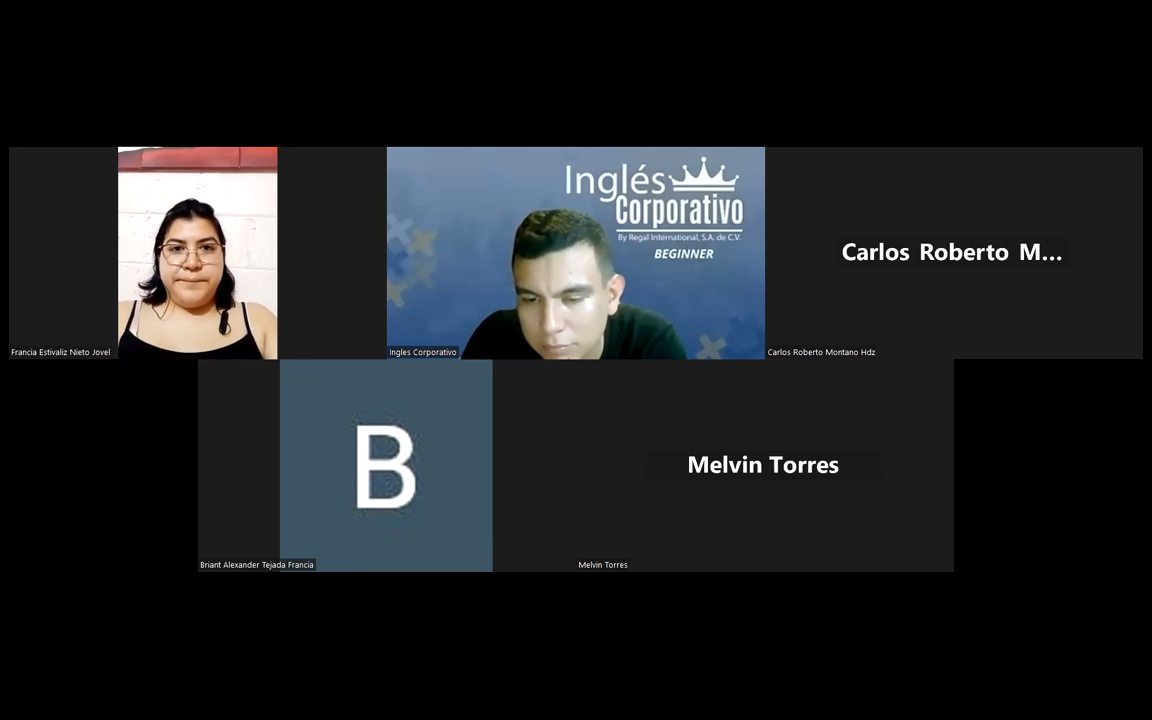 Inglés
Corporativo
By Regal International, S.A. de C.V.
BEGINNER
Carlos Roberto M...
Francia Estivaliz Nieto Jovel
Ingles Corporativo
Carlos Roberto Montano Hdz
B
Melvin Torres
Briant Alexander Tejada Francia
Melvin Torres